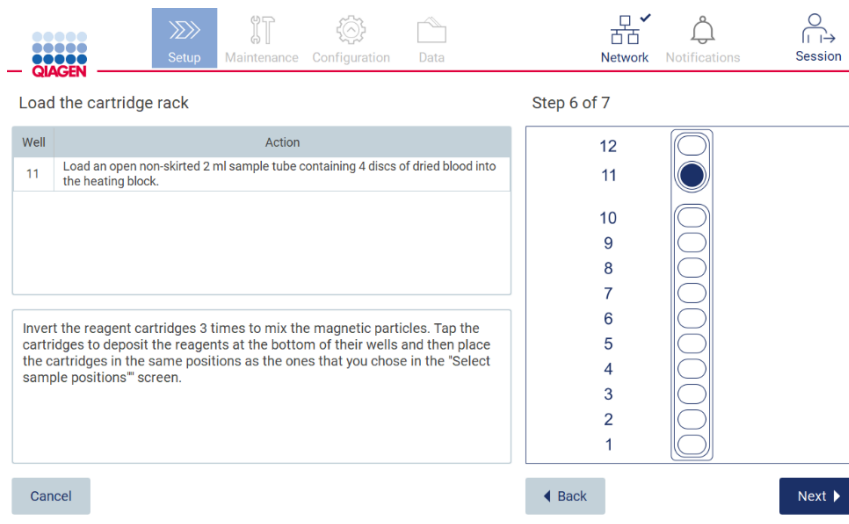 Setup
Maintenance
Configuration
Data
Network
Notifications
Session
QIAGEN
Load the cartridge rack
Step 6 of 7
Well
Action
11
Load an open non-skirted 2 ml sample tube containing 4 discs of dried blood into
the heating block.
Invert the reagent cartridges 3 times to mix the magnetic particles. Tap the
cartridges to deposit the reagents at the bottom of their wells and then place
the cartridges in the same positions as the ones that you chose in the "Select
sample positions"" screen.
12
11
10
9
8
7
6
5
4
3
2
1
Cancel
Back
Next